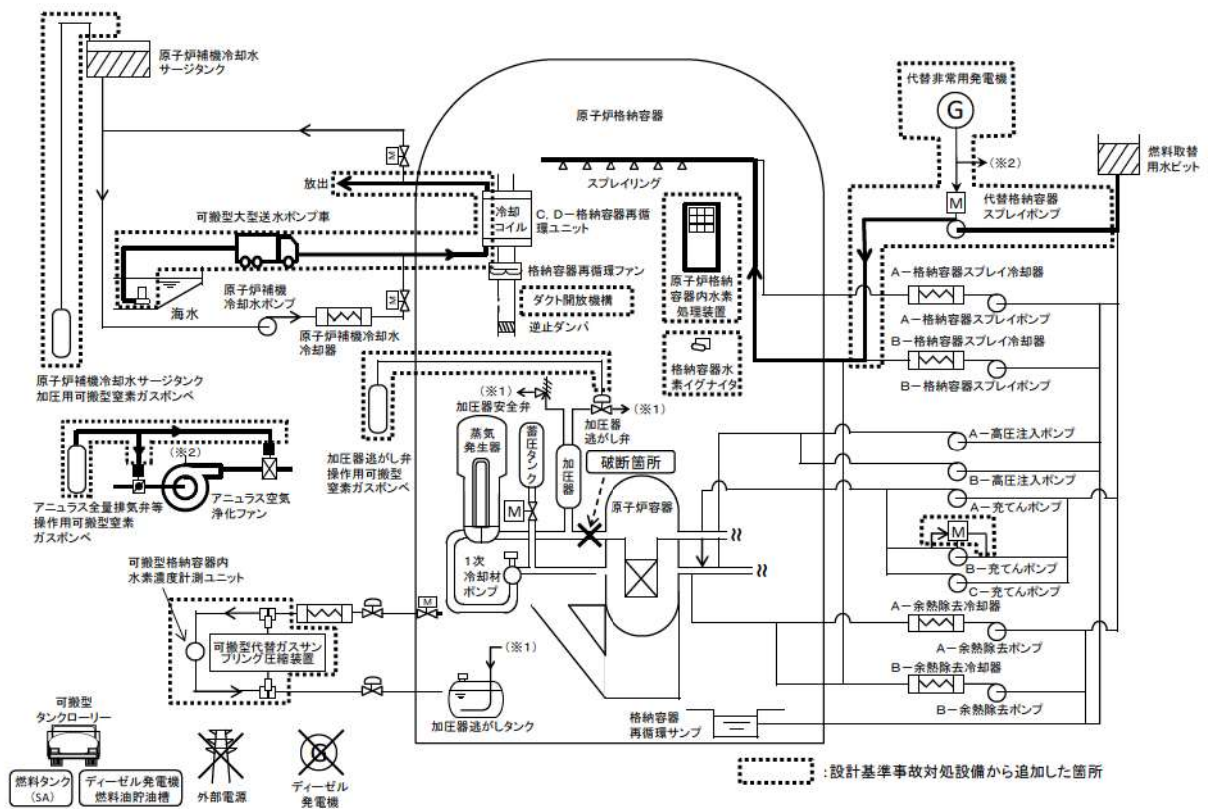 原子炉補機冷却水
サージタンク
原子炉格納容器
代替非常用発電機
G
(※2)
燃料取替
用水ピット
M
代替格納容器
スプレイポンプ
M
放出
スプレイリング
冷却
コイル
C，D－格納容器再循
環ユニット
可搬型大型送水ポンプ車
格納容器再循環ファン
原子炉格納
容器内水素
処理装置
A－格納容器スプレイ冷却器
A－格納容器スプレイポンプ
原子炉補機
冷却水ポンプ
M
海水
ダクト開放機構
逆止ダンパ
原子炉補機冷却水
冷却器
B－格納容器スプレイ冷却器
B－格納容器スプレイポンプ
格納容器水
素イグナイタ
原子炉補機冷却水サージタンク
加圧用可搬型窒素ガスボンベ
(※1)
加圧器安全弁
(※1)
加圧器
逃がし弁
蒸気
発生器
蓄圧タンク
加圧器
破断箇所
加圧器逃がし弁
操作用可搬型
窒素ガスボンベ
A－高圧注入ポンプ
B－高圧注入ポンプ
A－充てんポンプ
(※2)
アニュラス空気
浄化ファン
アニュラス全量排気弁等
操作用可搬型窒素
ガスボンベ
M
原子炉容器
M
B－充てんポンプ
C－充てんポンプ
1次
冷却材
ポンプ
可搬型格納容器内
水素濃度計測ユニット
M
A－余熱除去冷却器
A－余熱除去ポンプ
可搬型代替ガスサン
プリング圧縮装置
(※1)
B－余熱除去冷却器
B－余熱除去ポンプ
加圧器逃がしタンク
格納容器
再循環サンプ
可搬型
タンクローリー
燃料タンク
(SA)
ディーゼル発電機
燃料油貯油槽
外部電源
ディーゼル
発電機
：設計基準事故対処設備から追加した箇所